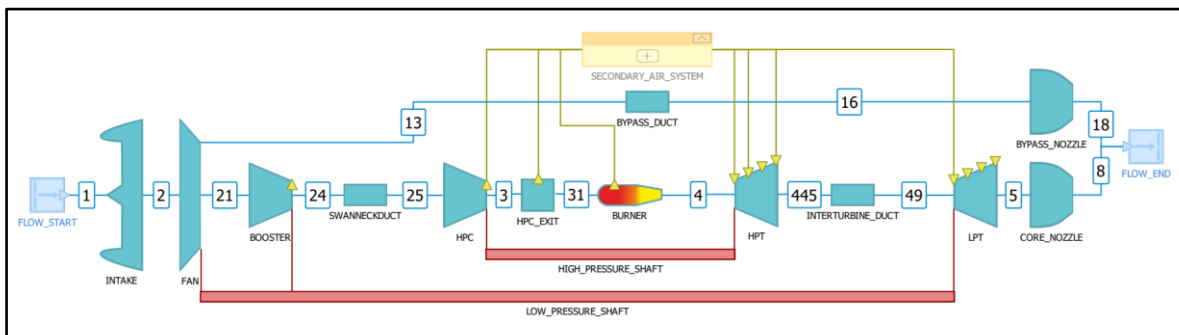 SECONDARY_AIR_SYSTEM
16
BYPASS_DUCT
13
BYPASS_NOZZLE
18
FLOW_START
1
INTAKE
2
FAN
21
BOOSTER
24
SWANNECKDUCT
25
HPC
3
HPC_EXIT
31
BURNER
4
HPT
445
INTERTURBINE_DUCT
49
LPT
5
CORE_NOZZLE
8
FLOW_END
HIGH_PRESSURE_SHAFT
LOW_PRESSURE_SHAFT